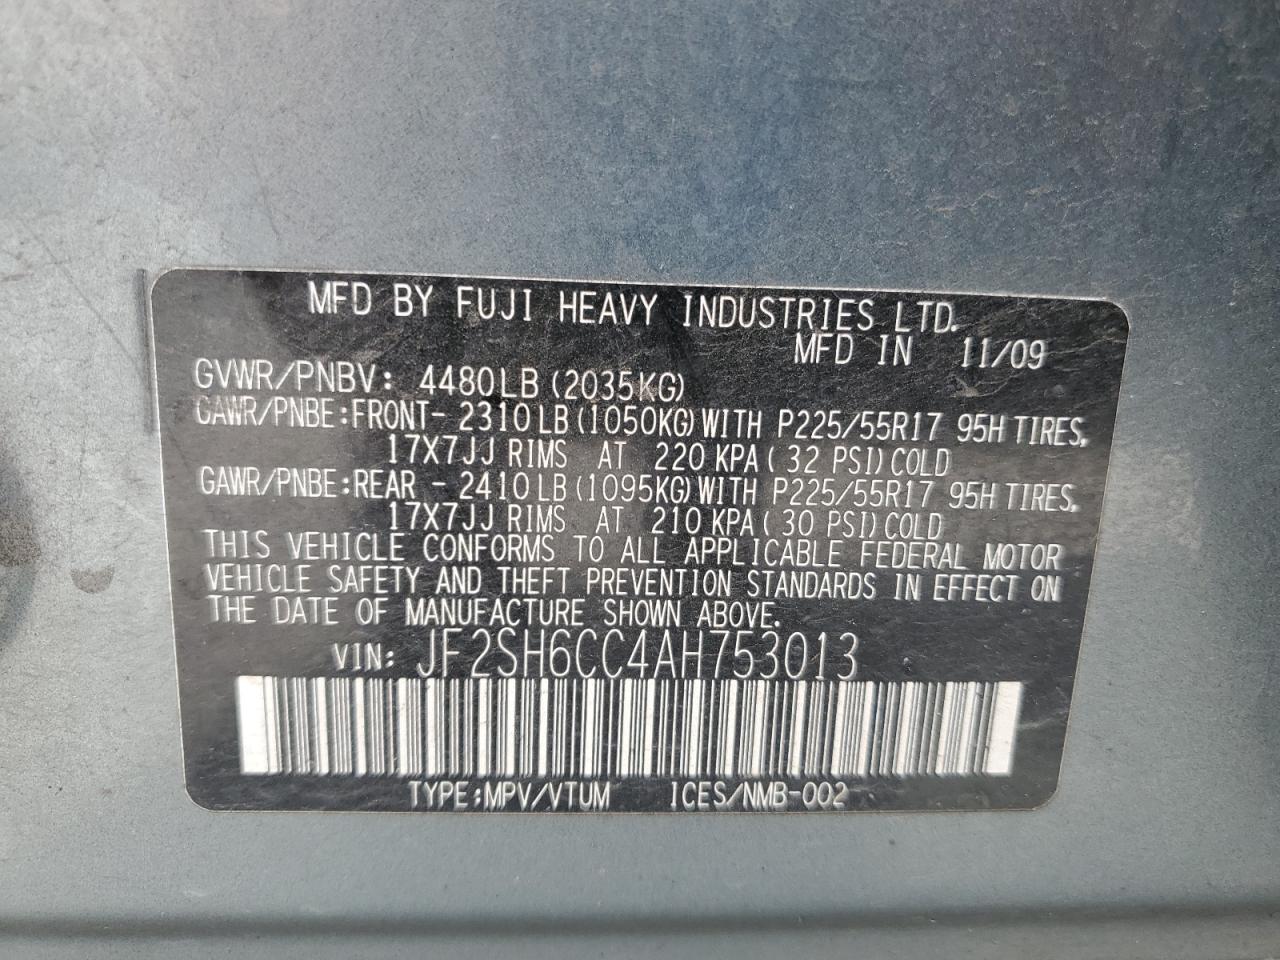 MFD BY FUJI HEAVY INDUSTRIES LTD.
MFD IN 11/09
GVWR/PNBV: 4480LB (2035KG)
GAWR/PNBE:FRONT- 2310LB(1050KG)WITH P225/55R17 95H TIRES,
17X7JJ RIMS AT 220 KPA( 32 PSI)COLD
GAWR/PNBE:REAR - 2410LB(1095KG)WITH P225/55R17 95H TIRES,
17X7JJ RIMS AT 210 KPA( 30 PSI)COLD
THIS VEHICLE CONFORMS TO ALL APPLICABLE FEDERAL MOTOR
VEHICLE SAFETY AND THEFT PREVENTION STANDARDS IN EFFECT ON
THE DATE OF MANUFACTURE SHOWN ABOVE.
VIN: JF2SH6CC4AH753013
TYPE:MPV/VTUM ICES/NMB-002